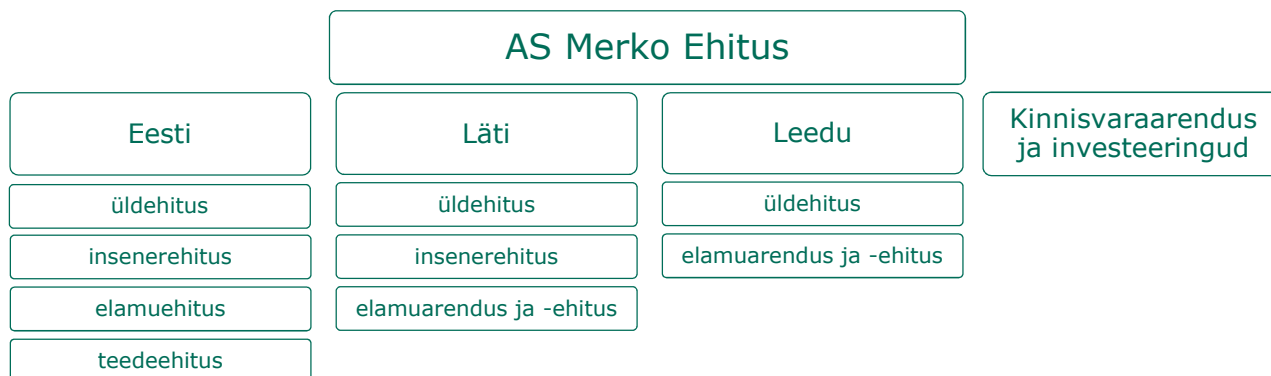 AS Merko Ehitus
Eesti
üldehitus
insenerehitus
elamuehitus
teedeehitus
Läti
üldehitus
insenerehitus
elamuarendus ja -ehitus
Leedu
üldehitus
elamuarendus ja -ehitus
Kinnisvaraarendus
ja investeeringud